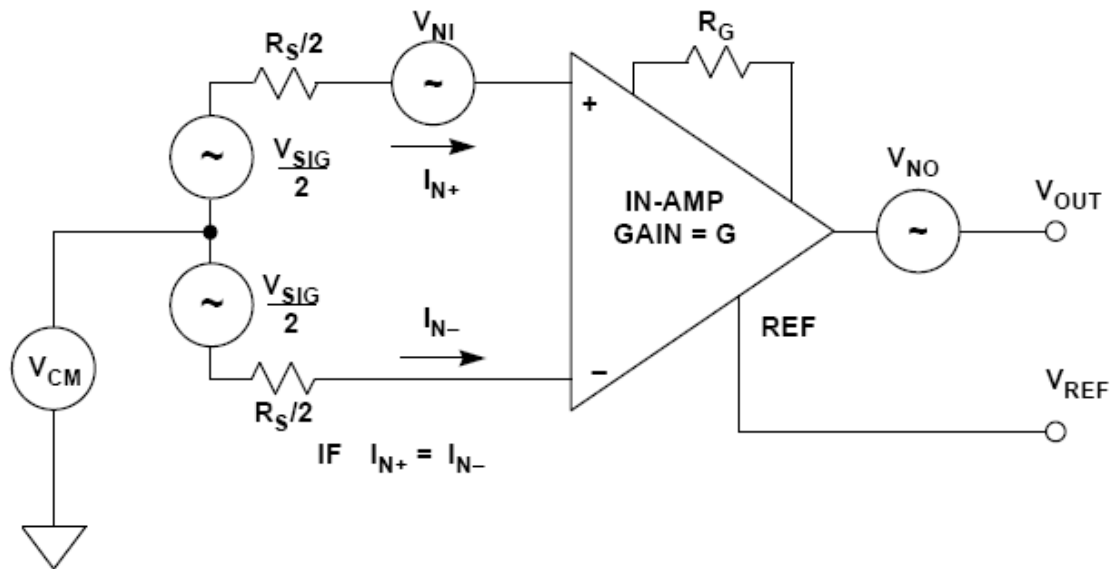 V_NI
R_G
R_S/2
~
+
~
V_SIG
2
I_N+
V_NO
IN-AMP
GAIN = G
V_OUT
~
~
V_SIG
2
I_N–
REF
V_CM
–
V_REF
R_S/2
IF I_N+ = I_N–